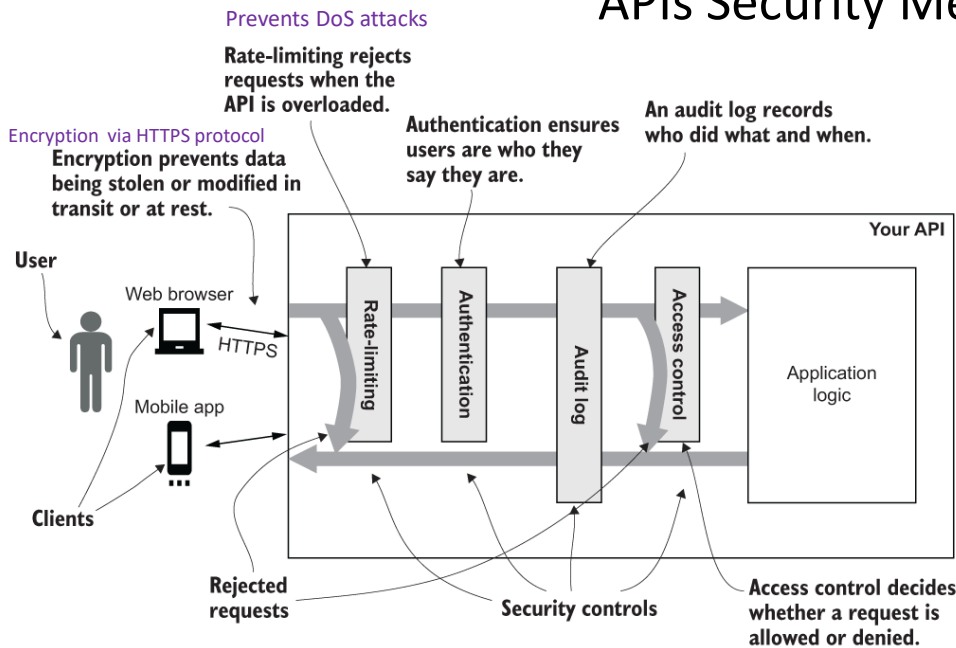 APIs Security Me
Prevents DoS attacks
Rate-limiting rejects
requests when the
API is overloaded.
Encryption via HTTPS protocol
Encryption prevents data
being stolen or modified in
transit or at rest.
Authentication ensures
users are who they
say they are.
An audit log records
who did what and when.
Your API
User
Web browser
HTTPS
Mobile app
Clients
Rate-limiting
Authentication
Audit log
Access control
Application
logic
Rejected
requests
Security controls
Access control decides
whether a request is
allowed or denied.